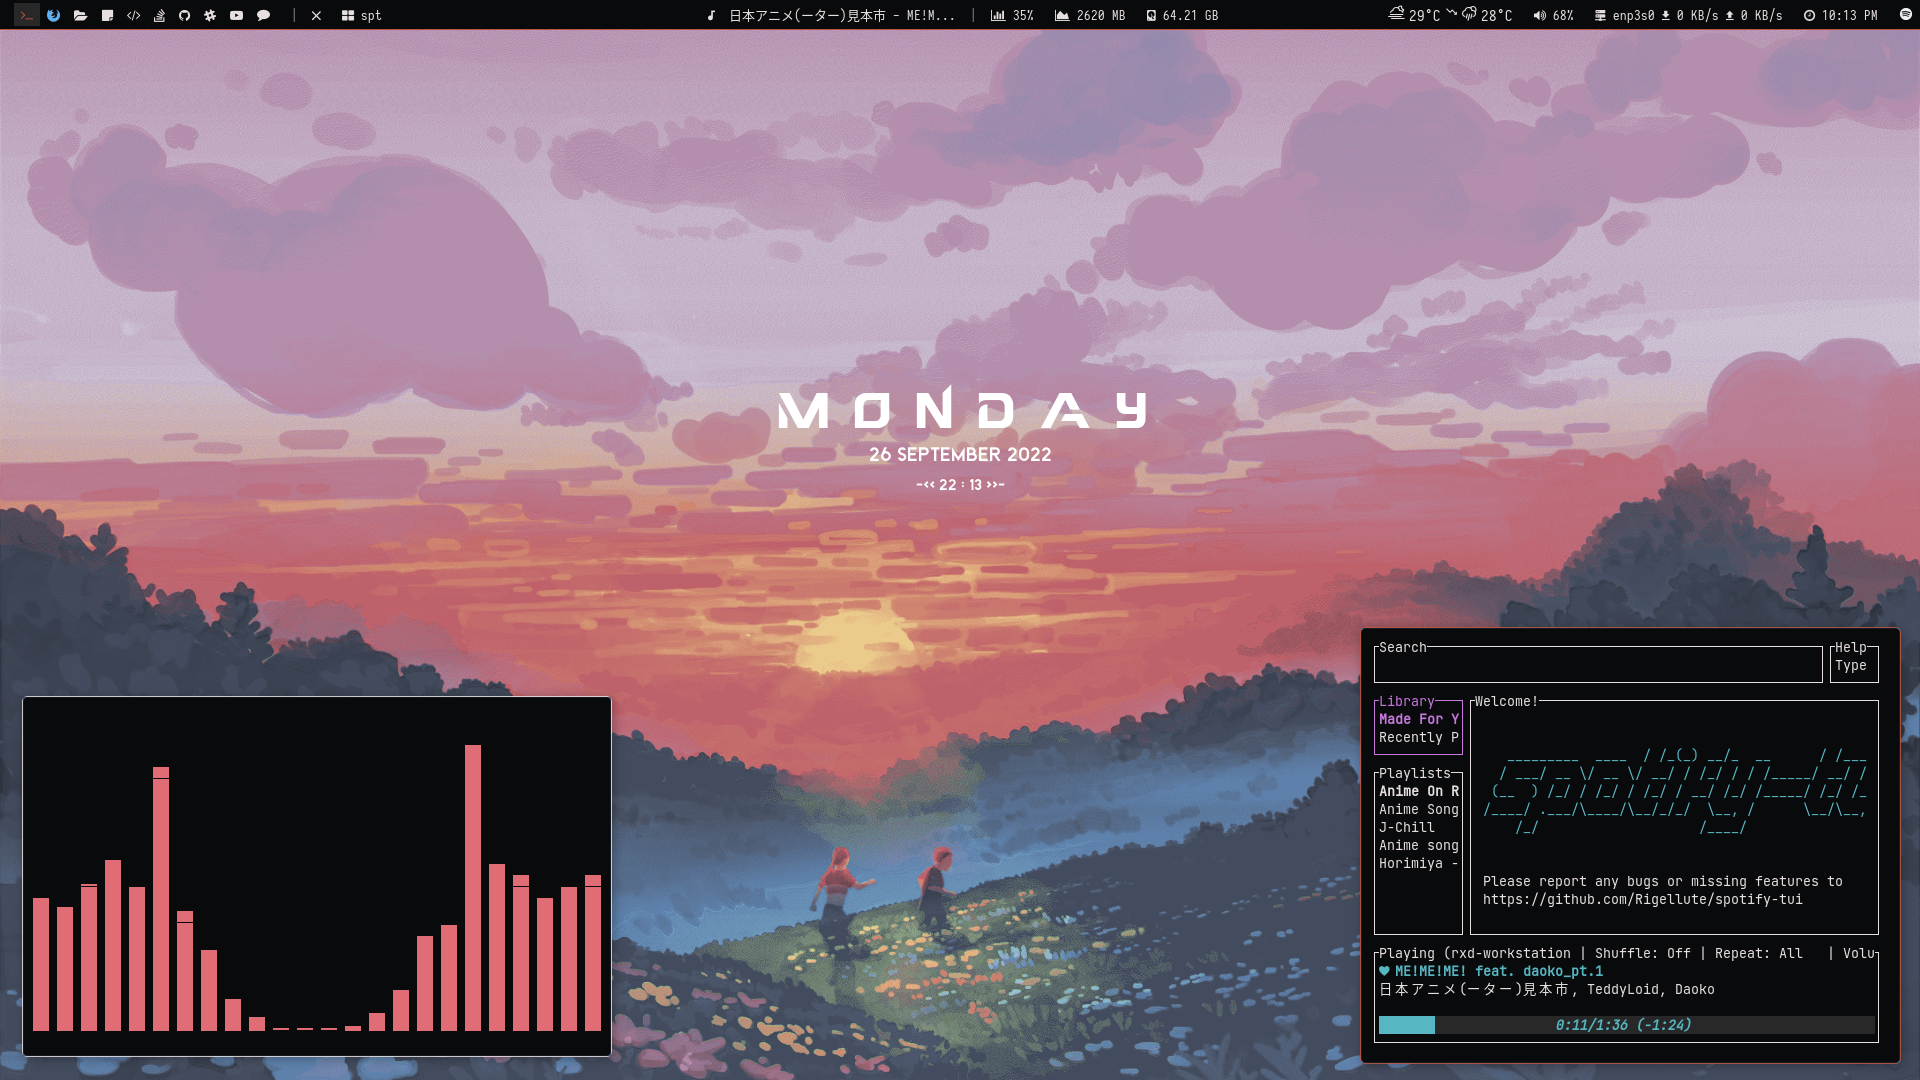 spt
日本アニメ(ーター)見本市 - ME!M...
35%
2620 MB
64.21 GB
29°C
28°C
68%
enp3s0
0 KB/s
0 KB/s
10:13 PM
MONDAY
26 SEPTEMBER 2022
-<< 22 : 13 >>-
Search
Help
Type
Library
Made For Y
Recently P
Welcome!
Playlists
Anime On R
Anime Song
J-Chill
Anime song
Horimiya -
Please report any bugs or missing features to
https://github.com/Rigellute/spotify-tui
Playing (rxd-workstation | Shuffle: Off | Repeat: All | Volu
ME!ME!ME! feat. daoko_pt.1
日本アニメ(ーター)見本市, TeddyLoid, Daoko
0:11/1:36 (-1:24)